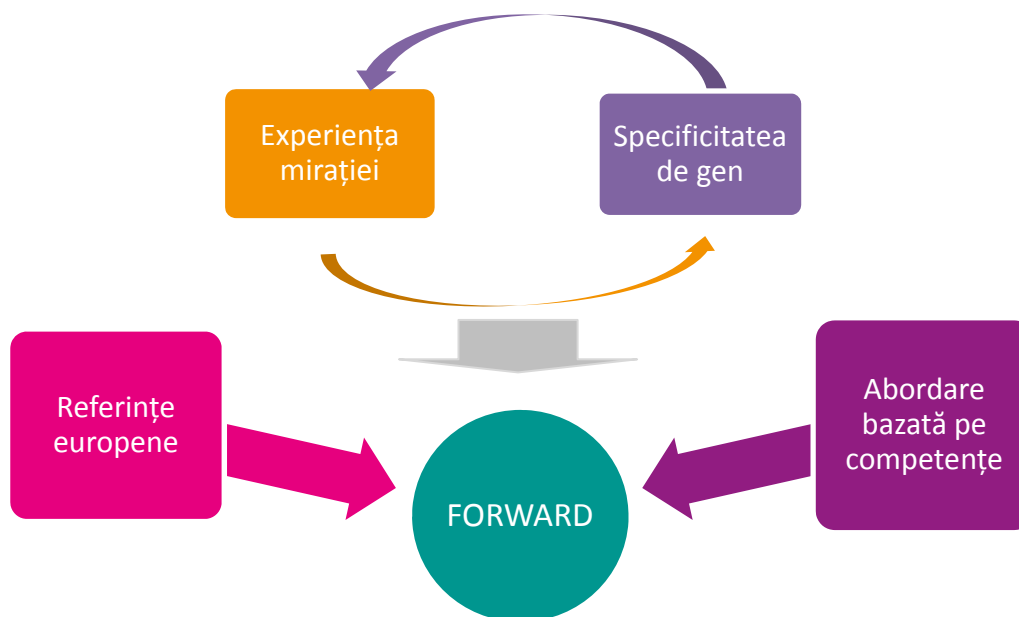 Experiența
mirației
Specificitatea
de gen
Referințe
europene
Abordare
bazată pe
competențe
FORWARD